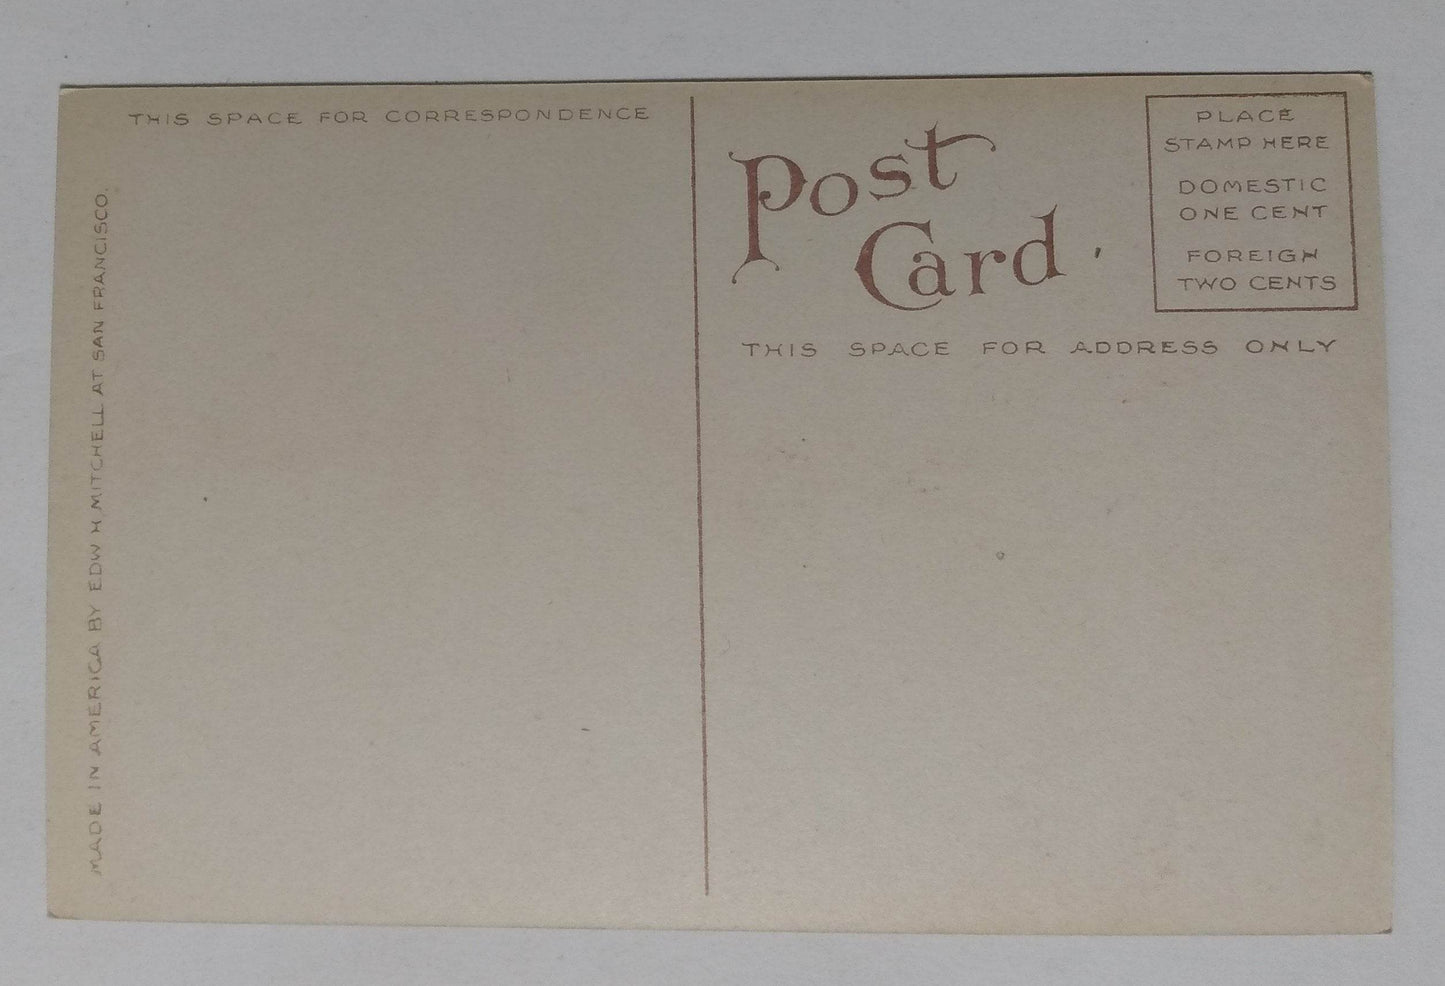 THIS SPACE FOR CORRESPONDENCE
MADE IN AMERICA BY EDW H. MITCHELL AT SAN FRANCISCO.
Post
Card
PLACE
STAMP HERE
DOMESTIC
ONE CENT
FOREIGN
TWO CENTS
THIS SPACE FOR ADDRESS ONLY